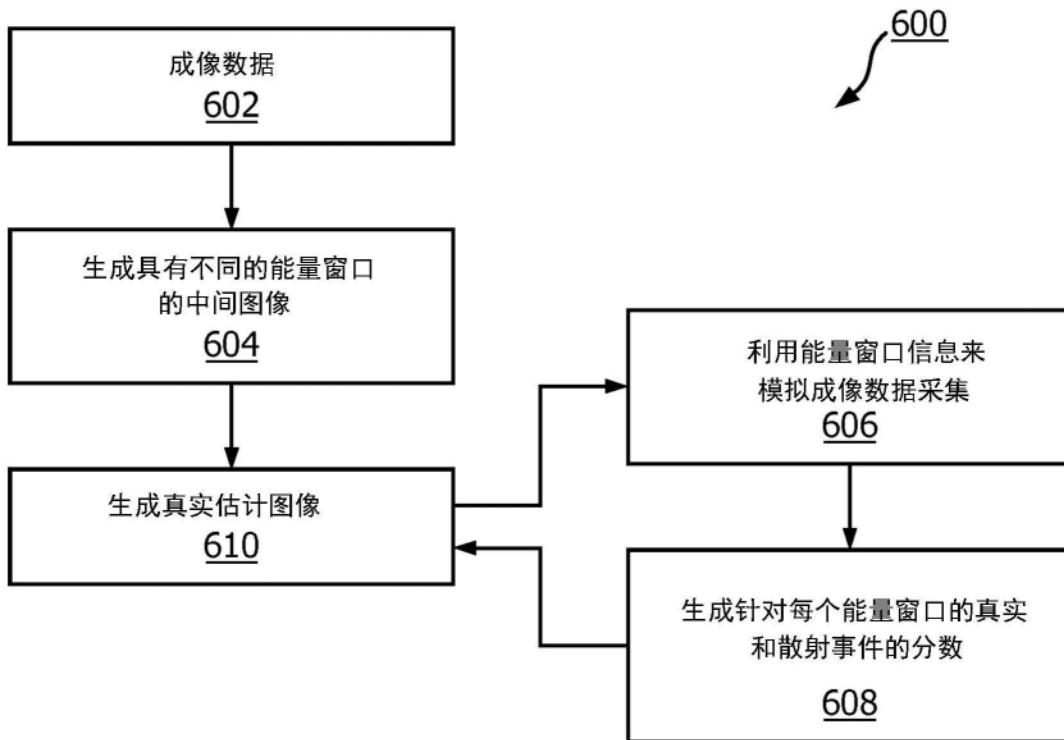 600
成像数据
602
生成具有不同的能量窗口
的中间图像
604
利用能量窗口信息来
模拟成像数据采集
606
生成真实估计图像
610
生成针对每个能量窗口的真实
和散射事件的分数
608